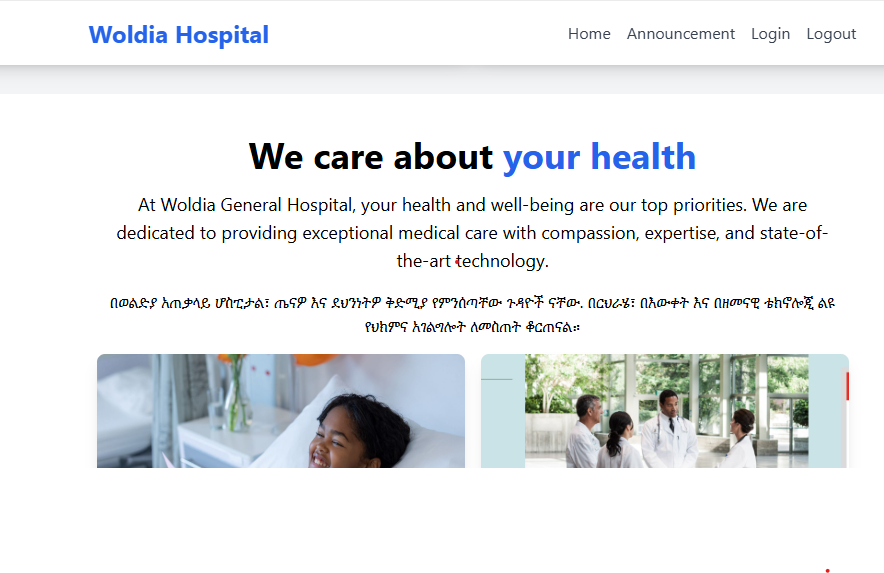 Woldia Hospital
Home Announcement Login Logout
We care about your health
At Woldia General Hospital, your health and well-being are our top priorities. We are
dedicated to providing exceptional medical care with compassion, expertise, and state-of-
the-art technology.
በወልድያ አጠቃላይ ሆስፒታል፣ ጤናዎ እና ደህንነትዎ ቅድሚያ የምንሰጣቸው ጉዳዮች ናቸው. በርህራሄ፣ በእውቀት እና በዘመናዊ ቴክኖሎጂ ልዩ
የህክምና አገልግሎት ለመስጠት ቆርጠናል።